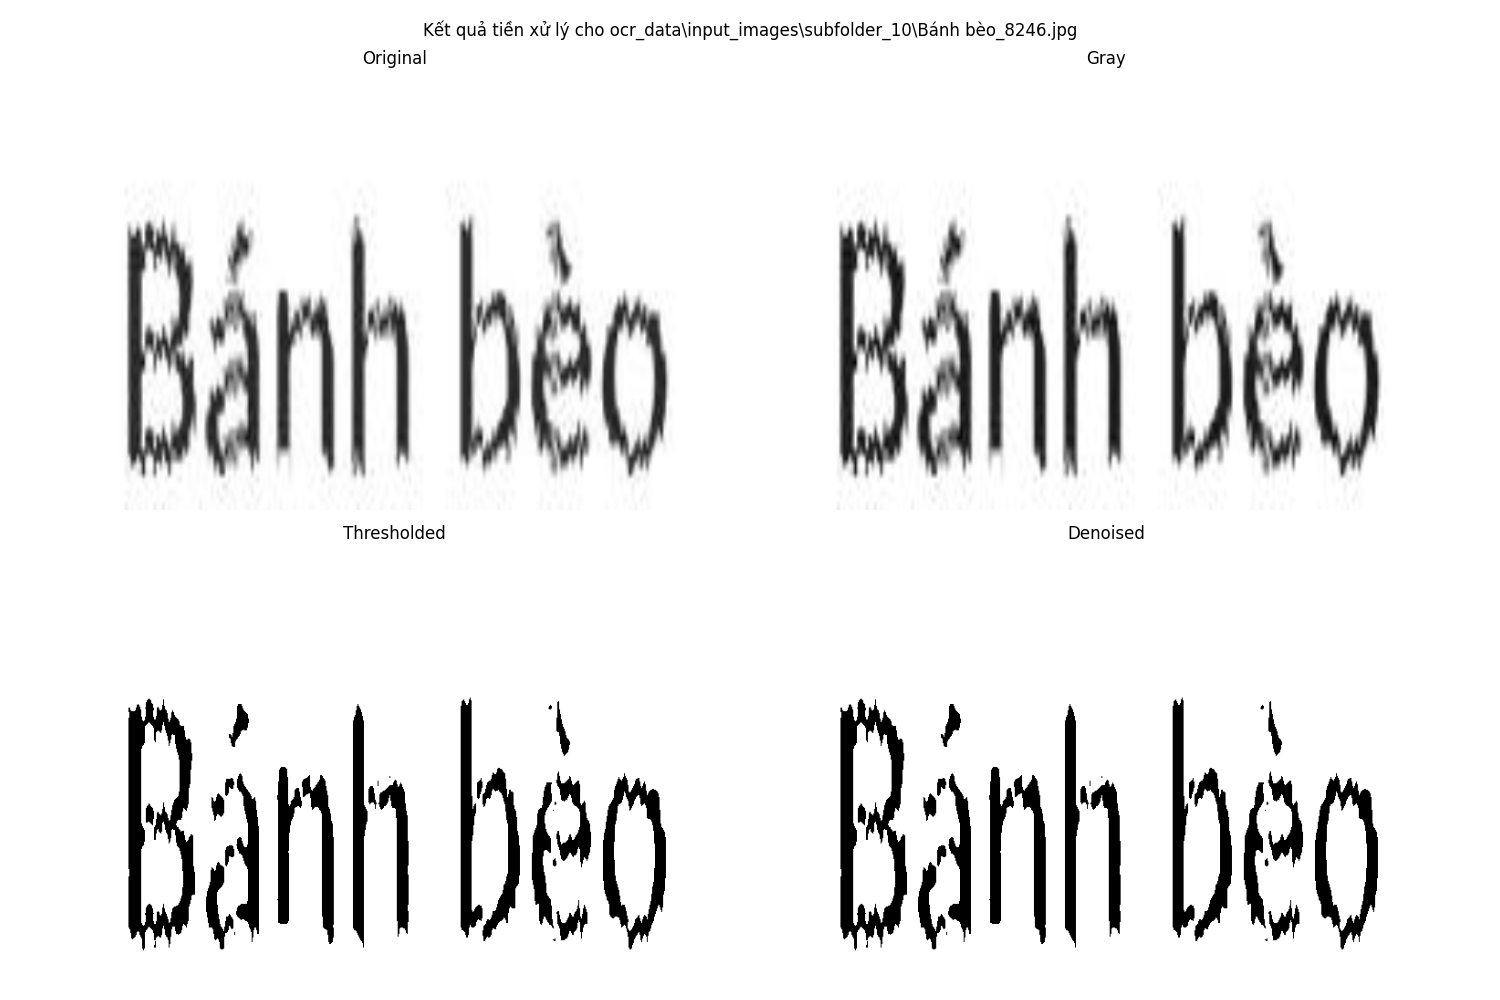 Kết quả tiền xử lý cho ocr_data\input_images\subfolder_10\Bánh bèo_8246.jpg
Original
Gray
Bánh bèo
Bánh bèo
Thresholded
Denoised
Bánh bèo
Bánh bèo